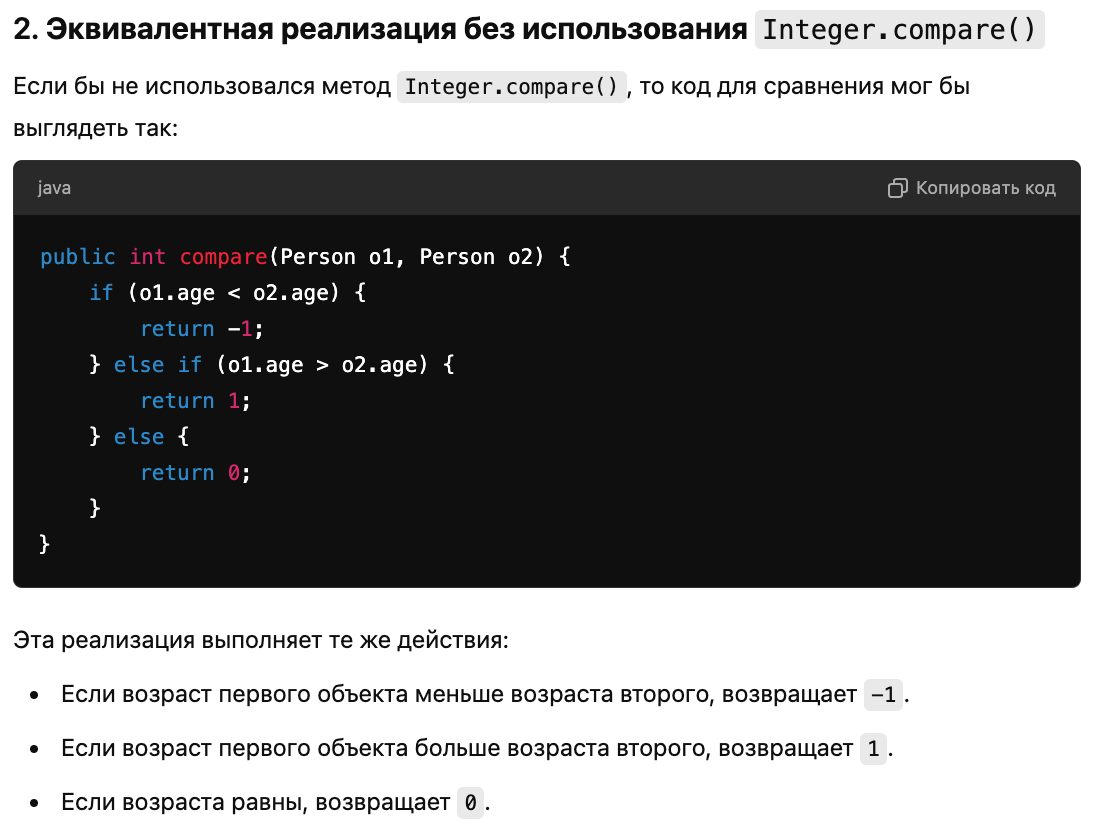 2. Эквивалентная реализация без использования Integer.compare()
Если бы не использовался метод Integer.compare(), то код для сравнения мог бы
выглядеть так:
java
Копировать код
public int compare(Person o1, Person o2) {
    if (o1.age < o2.age) {
        return -1;
    } else if (o1.age > o2.age) {
        return 1;
    } else {
        return 0;
    }
}
Эта реализация выполняет те же действия:
• Если возраст первого объекта меньше возраста второго, возвращает -1.
• Если возраст первого объекта больше возраста второго, возвращает 1.
• Если возраста равны, возвращает 0.